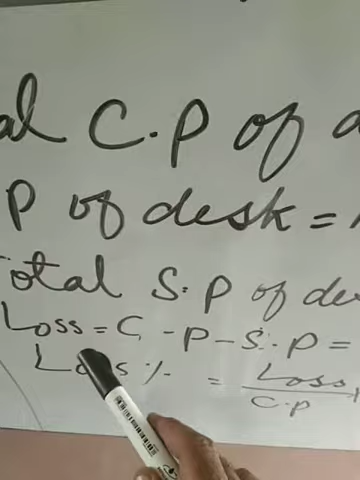 al C.P of d
P of desk =
Total S.P of de
Loss = C.-P-S.P =
Loss % = Loss / C.P